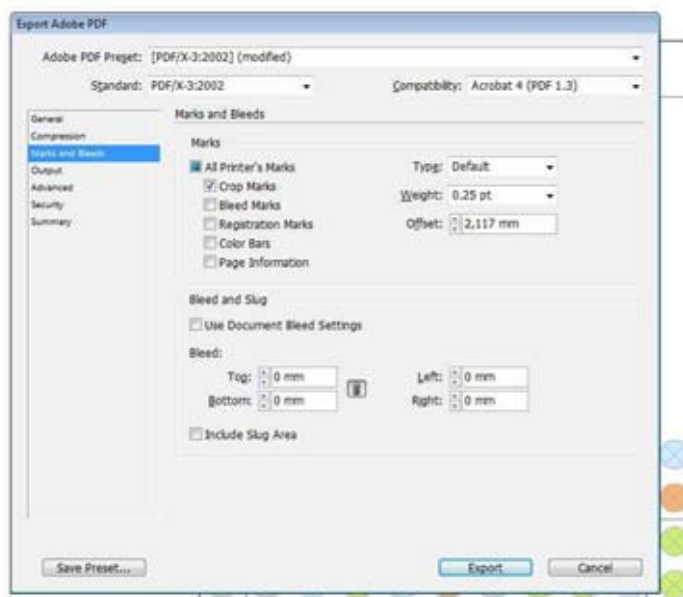 Export Adobe PDF
Adobe PDF Preset: [PDF/X-3:2002] (modified)
Standard: PDF/X-3:2002 Compatibility: Acrobat 4 (PDF 1.3)
General
Compression
Marks and Bleeds
Output
Advanced
Security
Summary
Marks and Bleeds
Marks
All Printer's Marks
Crop Marks
Bleed Marks
Registration Marks
Color Bars
Page Information
Type: Default
Weight: 0.25 pt
Offset: 2,117 mm
Bleed and Slug
Use Document Bleed Settings
Bleed:
Top: 0 mm Left: 0 mm
Bottom: 0 mm Right: 0 mm
Include Slug Area
Save Preset... Export Cancel